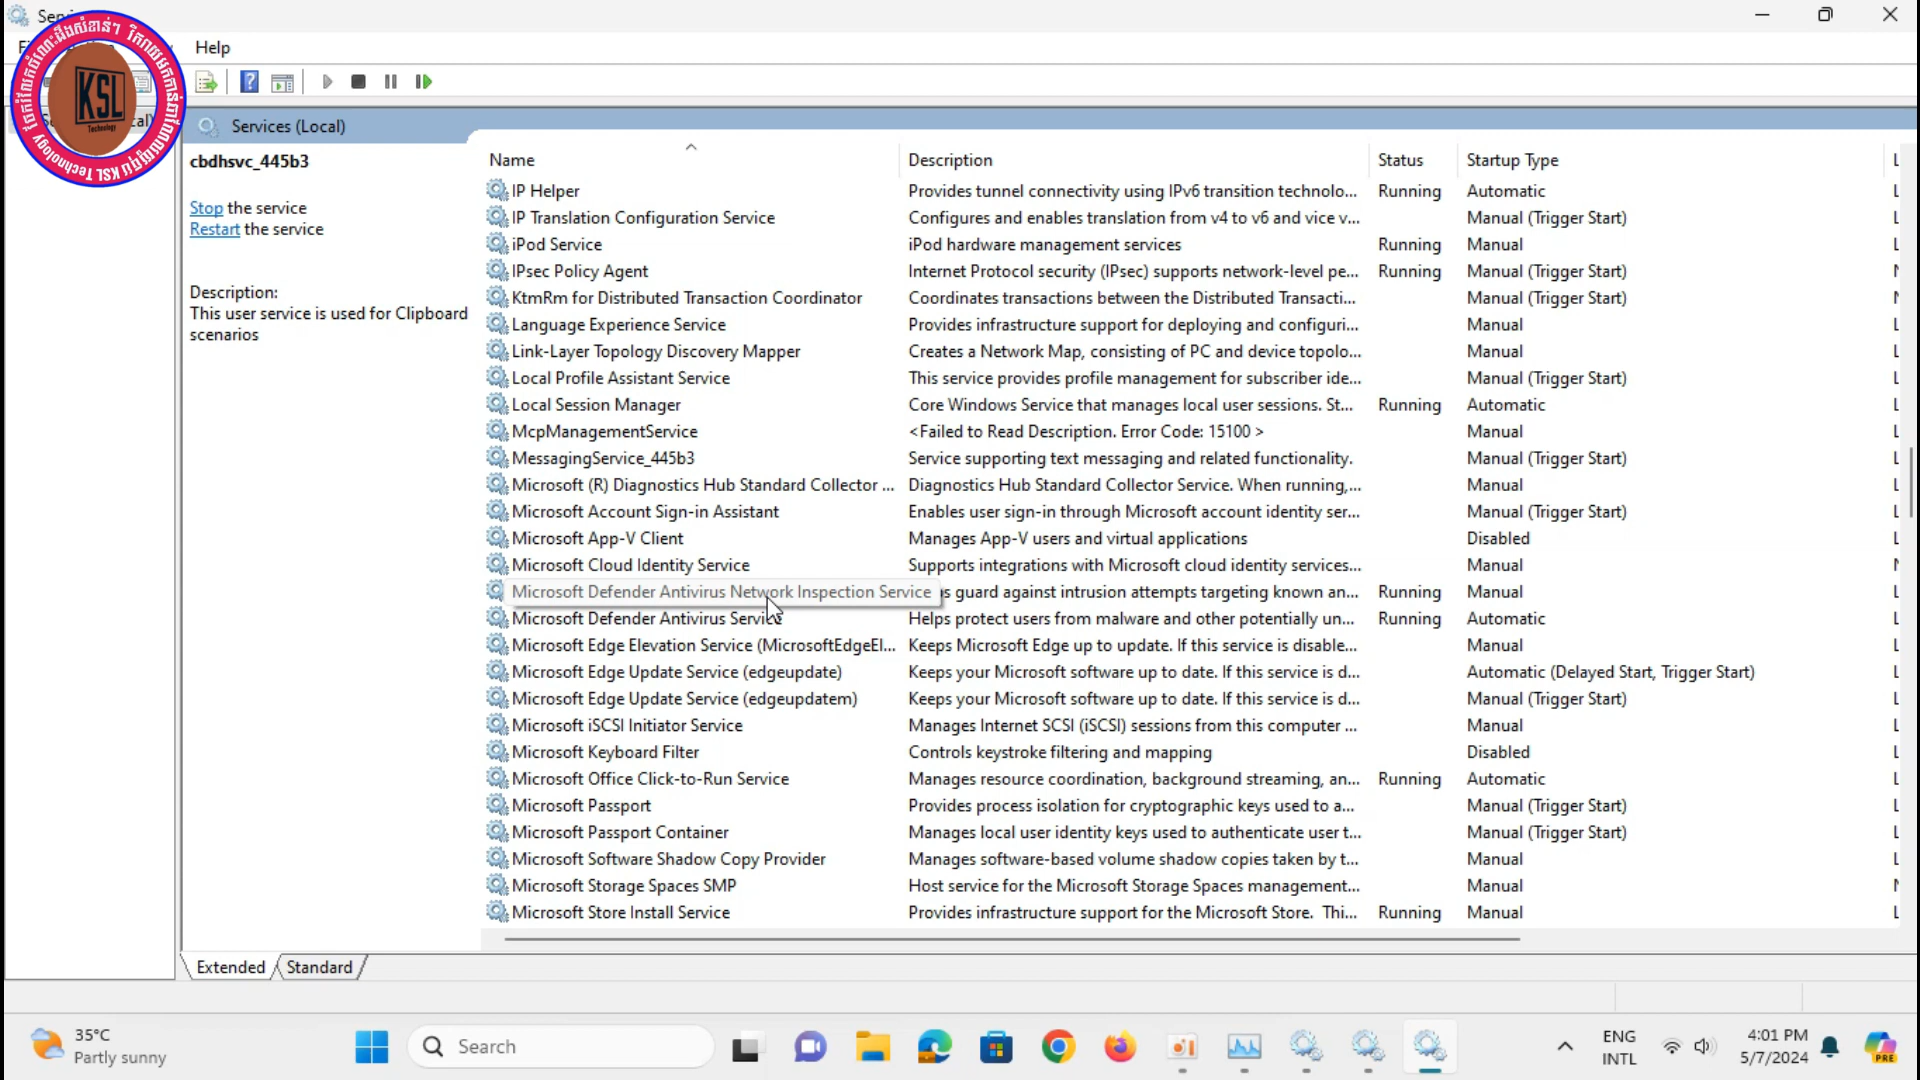 Help
Services (Local)
cbdhsvc_445b3
Stop the service
Restart the service
Description:
This user service is used for Clipboard
scenarios
Name Description Status Startup Type
IP Helper Provides tunnel connectivity using IPv6 transition technolo... Running Automatic
IP Translation Configuration Service Configures and enables translation from v4 to v6 and vice v... Manual (Trigger Start)
iPod Service iPod hardware management services Running Manual
IPsec Policy Agent Internet Protocol security (IPsec) supports network-level pe... Running Manual (Trigger Start)
KtmRm for Distributed Transaction Coordinator Coordinates transactions between the Distributed Transacti... Manual (Trigger Start)
Language Experience Service Provides infrastructure support for deploying and configuri... Manual
Link-Layer Topology Discovery Mapper Creates a Network Map, consisting of PC and device topolo... Manual
Local Profile Assistant Service This service provides profile management for subscriber ide... Manual (Trigger Start)
Local Session Manager Core Windows Service that manages local user sessions. St... Running Automatic
McpManagementService <Failed to Read Description. Error Code: 15100 > Manual
MessagingService_445b3 Service supporting text messaging and related functionality. Manual (Trigger Start)
Microsoft (R) Diagnostics Hub Standard Collector ... Diagnostics Hub Standard Collector Service. When running,... Manual
Microsoft Account Sign-in Assistant Enables user sign-in through Microsoft account identity ser... Manual (Trigger Start)
Microsoft App-V Client Manages App-V users and virtual applications Disabled
Microsoft Cloud Identity Service Supports integrations with Microsoft cloud identity services... Manual
Microsoft Defender Antivirus Network Inspection Service guard against intrusion attempts targeting known an... Running Manual
Microsoft Defender Antivirus Service Helps protect users from malware and other potentially un... Running Automatic
Microsoft Edge Elevation Service (MicrosoftEdgeEl... Keeps Microsoft Edge up to update. If this service is disable... Manual
Microsoft Edge Update Service (edgeupdate) Keeps your Microsoft software up to date. If this service is d... Automatic (Delayed Start, Trigger Start)
Microsoft Edge Update Service (edgeupdatem) Keeps your Microsoft software up to date. If this service is d... Manual (Trigger Start)
Microsoft iSCSI Initiator Service Manages Internet SCSI (iSCSI) sessions from this computer ... Manual
Microsoft Keyboard Filter Controls keystroke filtering and mapping Disabled
Microsoft Office Click-to-Run Service Manages resource coordination, background streaming, an... Running Automatic
Microsoft Passport Provides process isolation for cryptographic keys used to a... Manual (Trigger Start)
Microsoft Passport Container Manages local user identity keys used to authenticate user t... Manual (Trigger Start)
Microsoft Software Shadow Copy Provider Manages software-based volume shadow copies taken by t... Manual
Microsoft Storage Spaces SMP Host service for the Microsoft Storage Spaces management... Manual
Microsoft Store Install Service Provides infrastructure support for the Microsoft Store. Thi... Running Manual
Extended Standard
35°C
Partly sunny
Search
ENG
INTL
4:01 PM
5/7/2024
PRE
KSL
Technology
KSL Technology